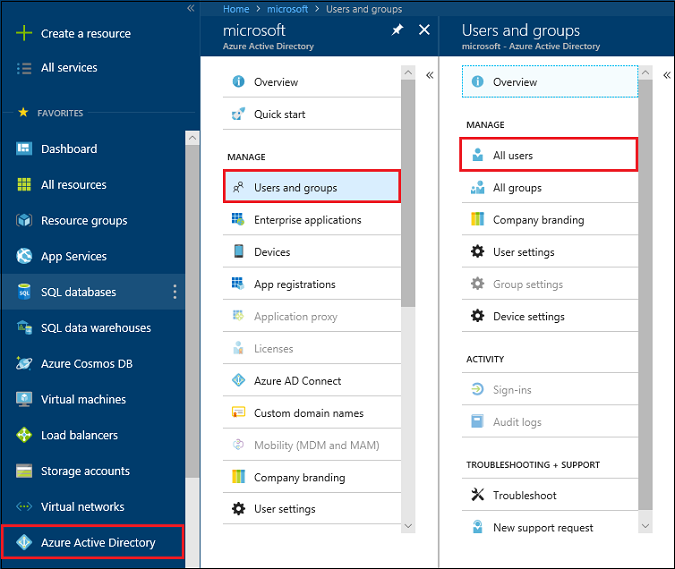 Create a resource
All services
FAVORITES
Dashboard
All resources
Resource groups
App Services
SQL databases
SQL data warehouses
Azure Cosmos DB
Virtual machines
Load balancers
Storage accounts
Virtual networks
Azure Active Directory
Home > microsoft > Users and groups
microsoft
Azure Active Directory
Overview
Quick start
MANAGE
Users and groups
Enterprise applications
Devices
App registrations
Application proxy
Licenses
Azure AD Connect
Custom domain names
Mobility (MDM and MAM)
Company branding
User settings
Users and groups
microsoft - Azure Active Directory
Overview
MANAGE
All users
All groups
Company branding
User settings
Group settings
Device settings
ACTIVITY
Sign-ins
Audit logs
TROUBLESHOOTING + SUPPORT
Troubleshoot
New support request